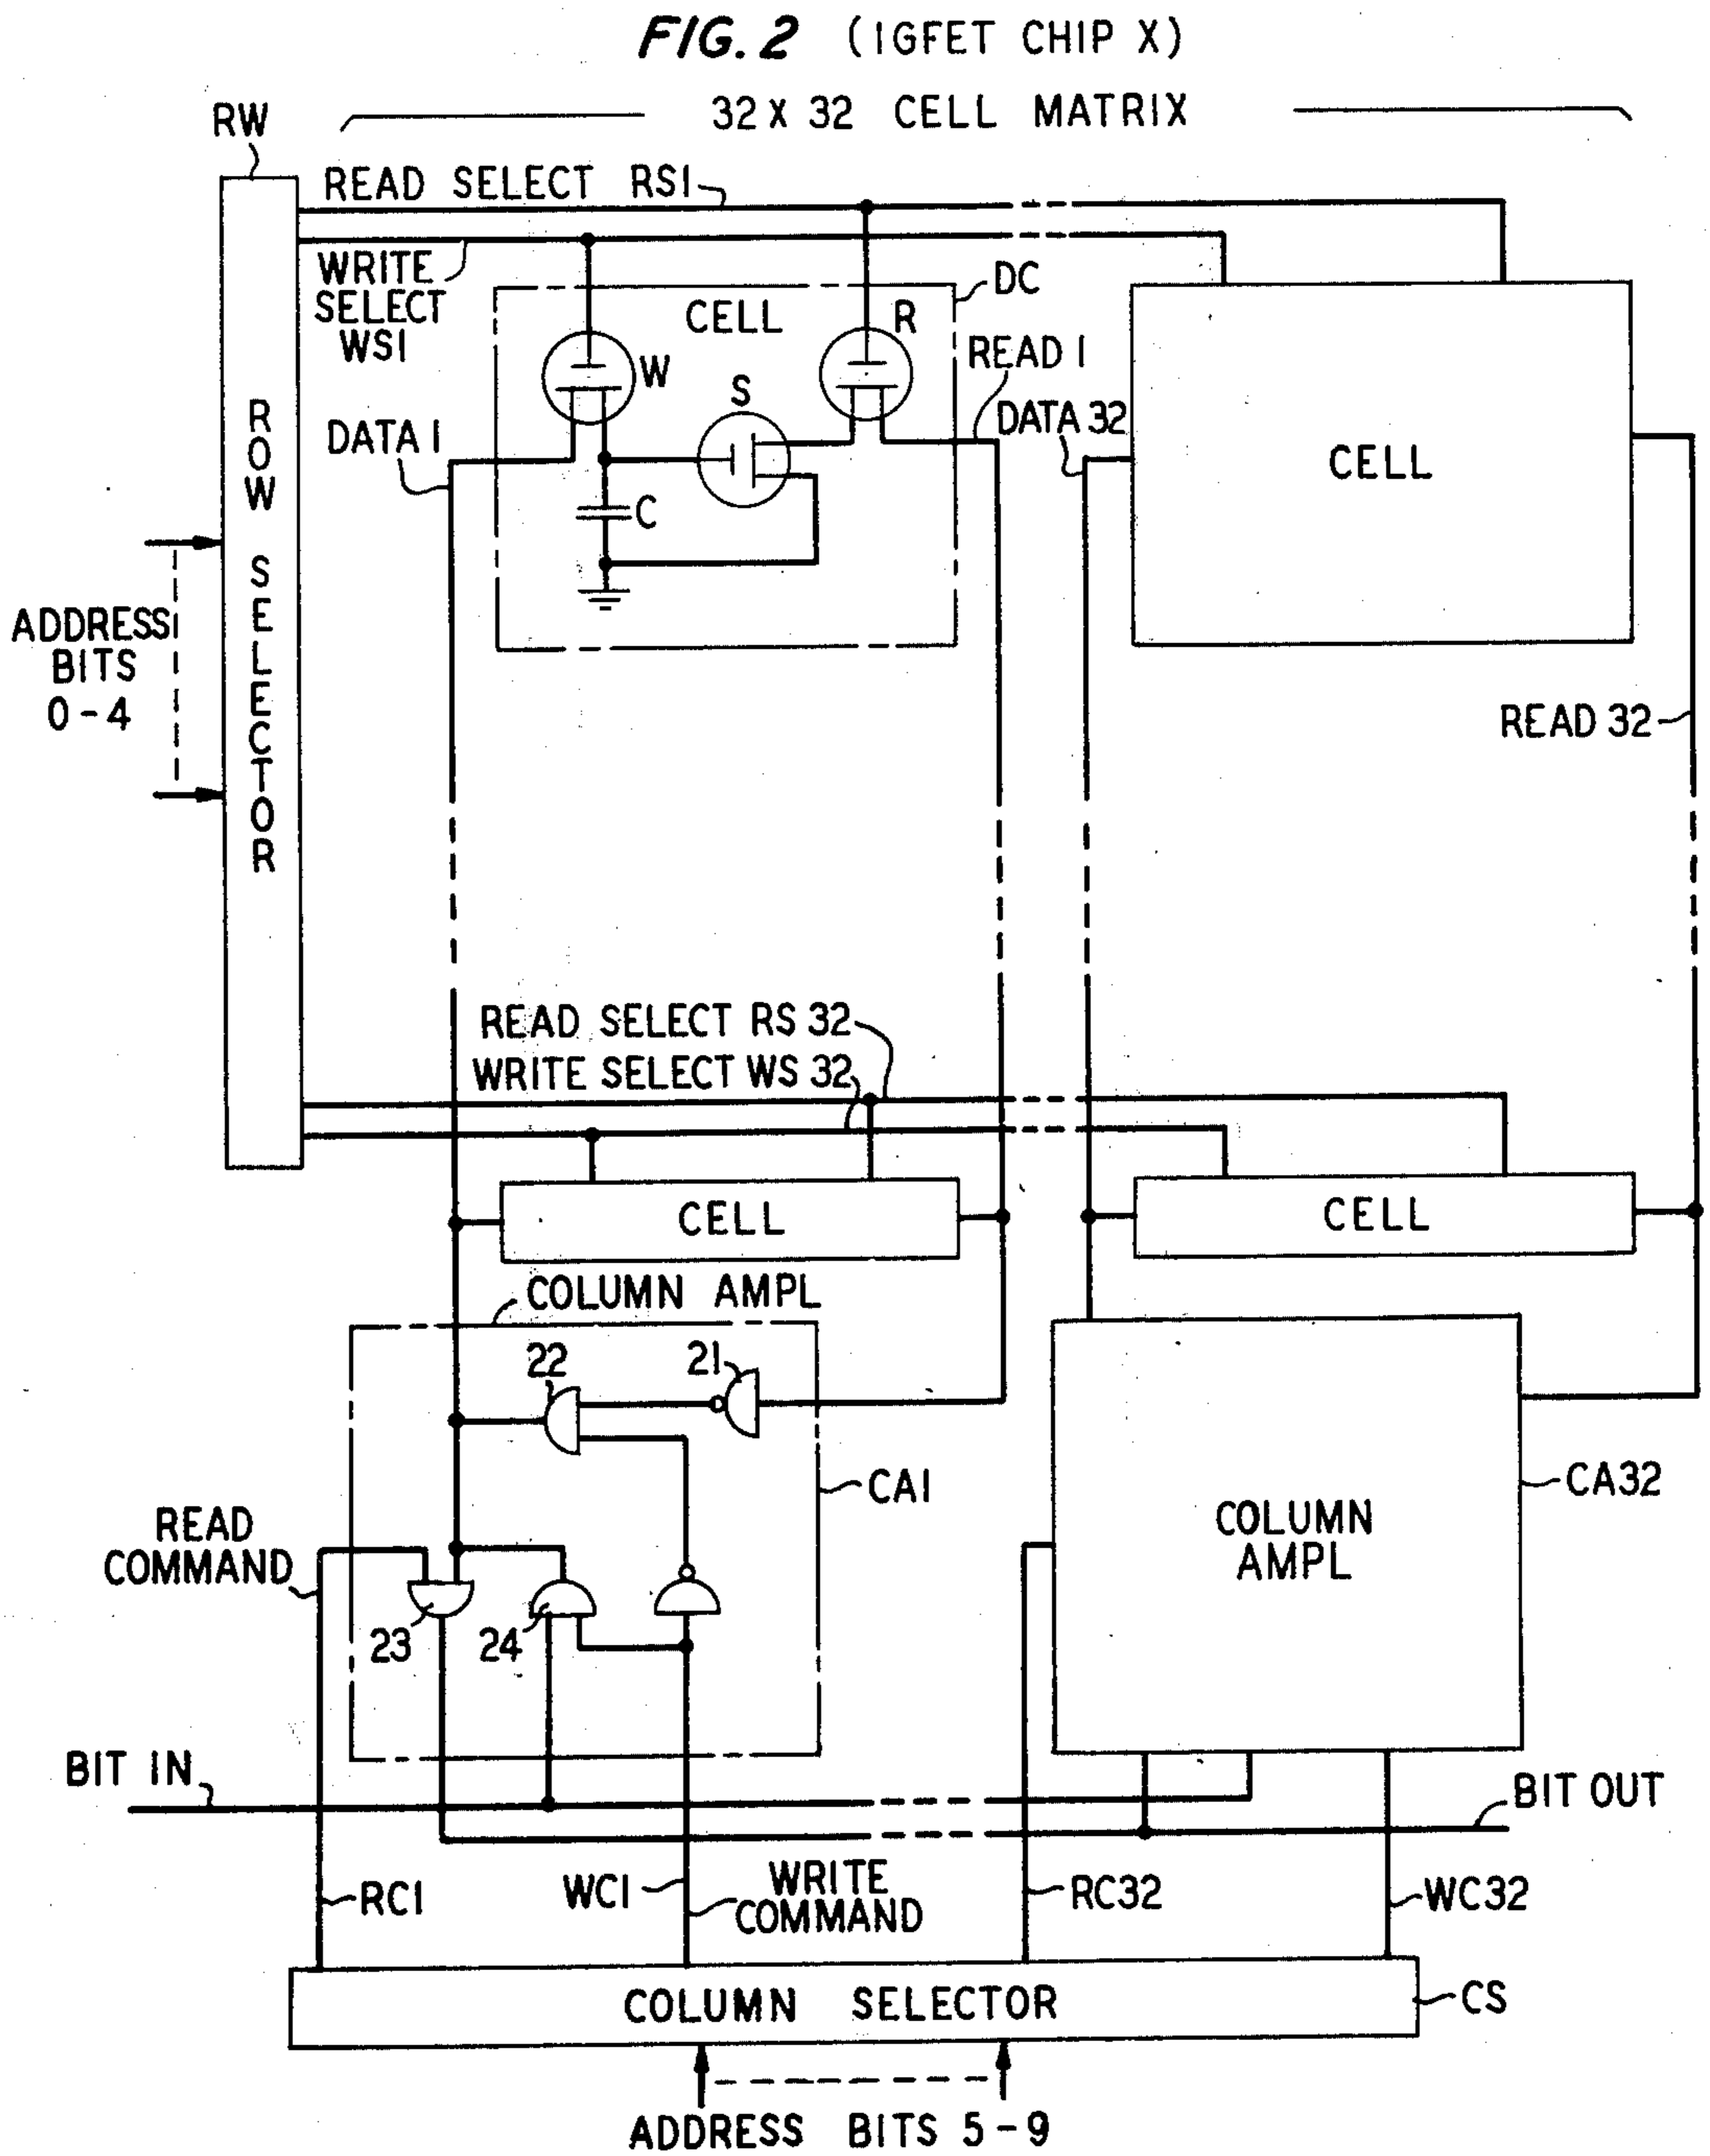 FIG. 2 (IGFET CHIP X)
32 X 32 CELL MATRIX
RW
READ SELECT RS1
WRITE
SELECT
WS1
DC
CELL
R
W
S
READ 1
DATA 1
DATA 32
CELL
C
ROW SELECTOR
ADDRESS
BITS
0-4
READ 32
READ SELECT RS 32
WRITE SELECT WS 32
CELL
CELL
COLUMN AMPL
22
21
CA1
CA32
READ
COMMAND
COLUMN
AMPL
23
24
BIT IN
BIT OUT
RC1
WC1
WRITE
COMMAND
RC32
WC32
COLUMN SELECTOR
CS
ADDRESS BITS 5-9